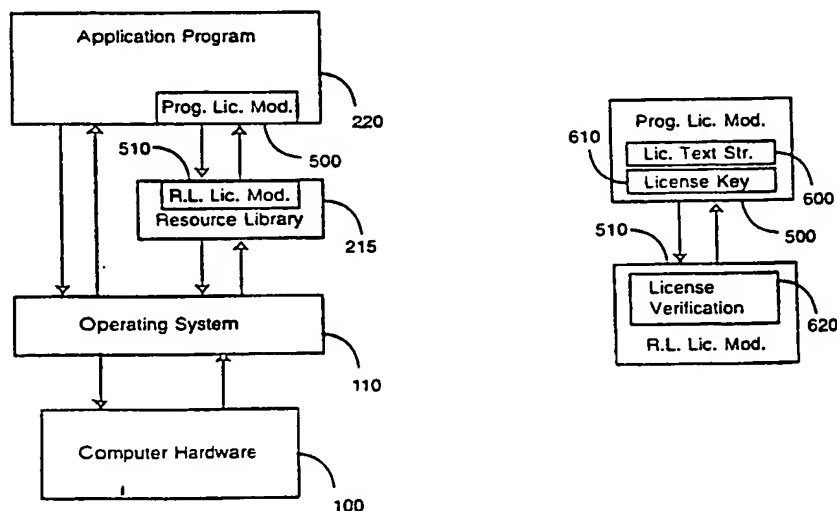 Application Program
Prog. Lic. Mod.
220
510
500
R.L. Lic. Mod.
Resource Library
215
Operating System
110
Computer Hardware
100
Prog. Lic. Mod.
610
Lic. Text Str.
License Key
600
510
500
License
Verification
620
R.L. Lic. Mod.